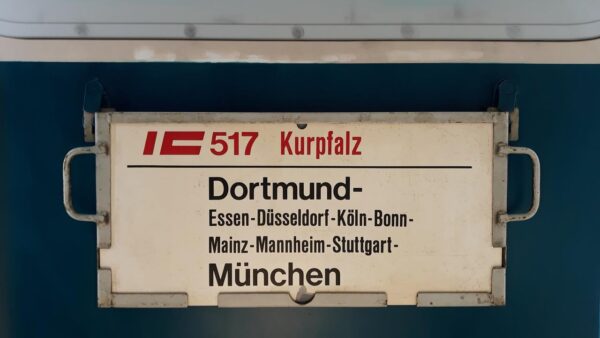 IC 517 Kurpfalz
Dortmund-
Essen-Düsseldorf-Köln-Bonn-
Mainz-Mannheim-Stuttgart-
München